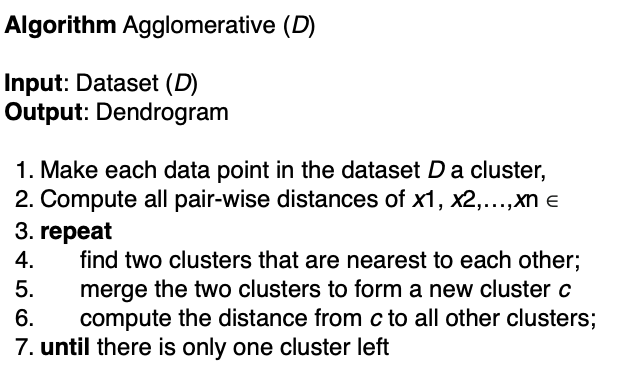 Algorithm Agglomerative (D)
Input: Dataset (D)
Output: Dendrogram
1. Make each data point in the dataset D a cluster,
2. Compute all pair-wise distances of x1, x2,...,xn ∈
3. repeat
4. find two clusters that are nearest to each other;
5. merge the two clusters to form a new cluster c
6. compute the distance from c to all other clusters;
7. until there is only one cluster left